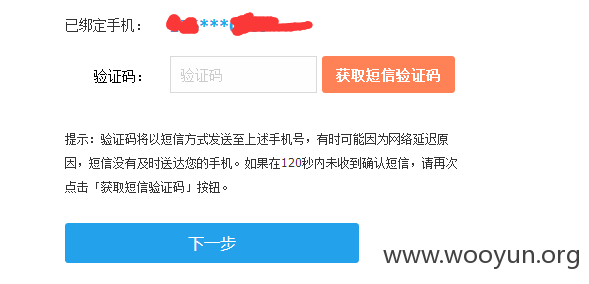 已绑定手机：***
验证码： 验证码 获取短信验证码
提示：验证码将以短信方式发送至上述手机号，有时可能因为网络延迟原
因，短信没有及时送达您的手机。如果在120秒内未收到确认短信，请再次
点击「获取短信验证码」按钮。
下一步
www.wooyun.org